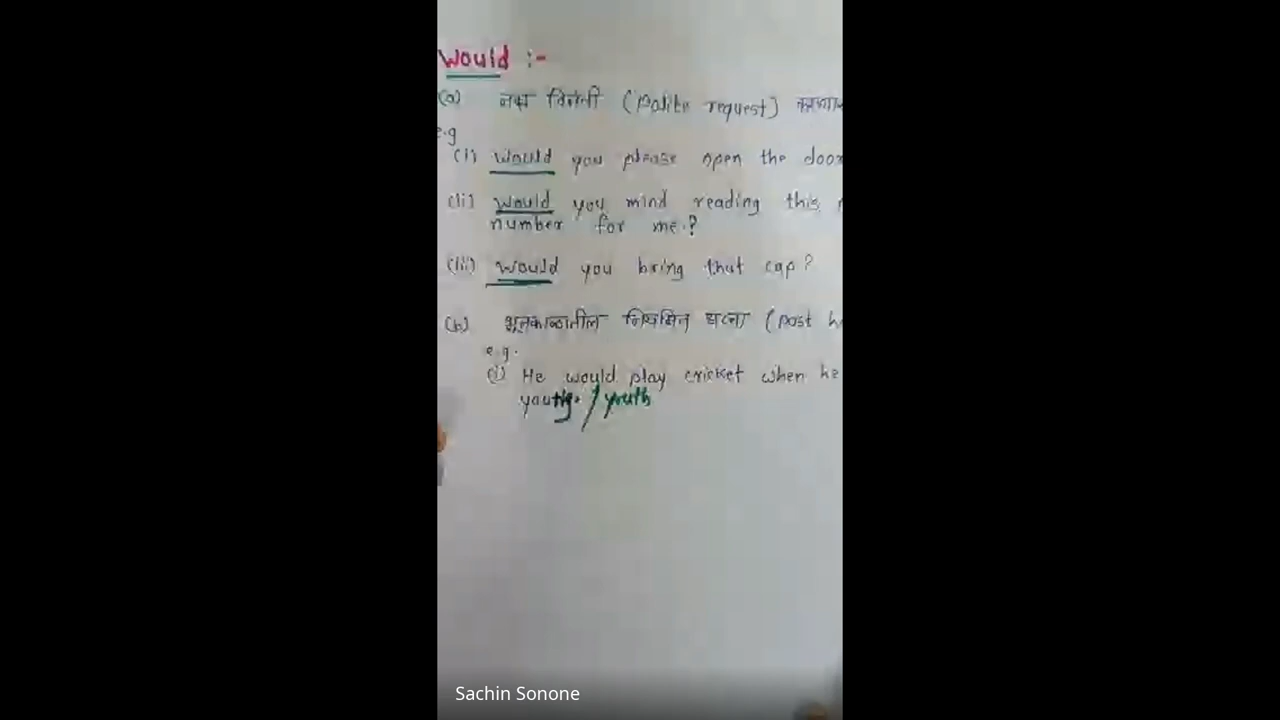 Would :-
(a) नम्र विनंती (Polite request)
e.g
(i) Would you please open the door
(ii) Would you mind reading this
number for me.?
(iii) Would you bring that cap?
(b) भूतकाळातील नियमित घटना (past
e.g.
(i) He would play cricket when he
young. / youth
Sachin Sonone